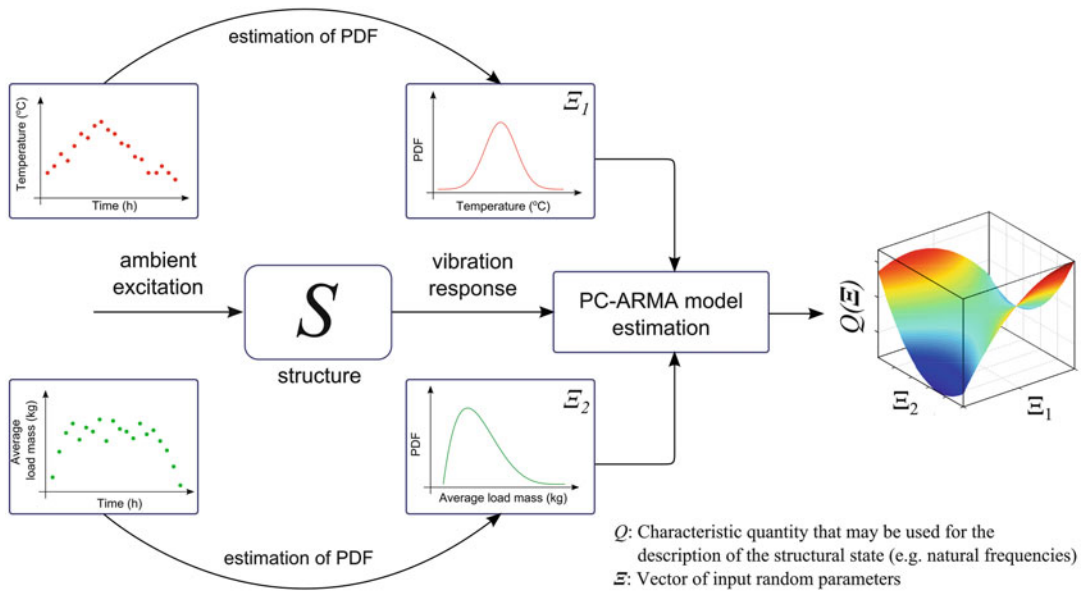 estimation of PDF
Temperature (ºC)
Time (h)
Ξ1
PDF
Temperature (ºC)
ambient
excitation
S
structure
vibration
response
PC-ARMA model
estimation
Q(Ξ)
Ξ2
Ξ1
Average
load mass (kg)
Time (h)
Ξ2
PDF
Average load mass (kg)
estimation of PDF
Q: Characteristic quantity that may be used for the
description of the structural state (e.g. natural frequencies)
Ξ: Vector of input random parameters